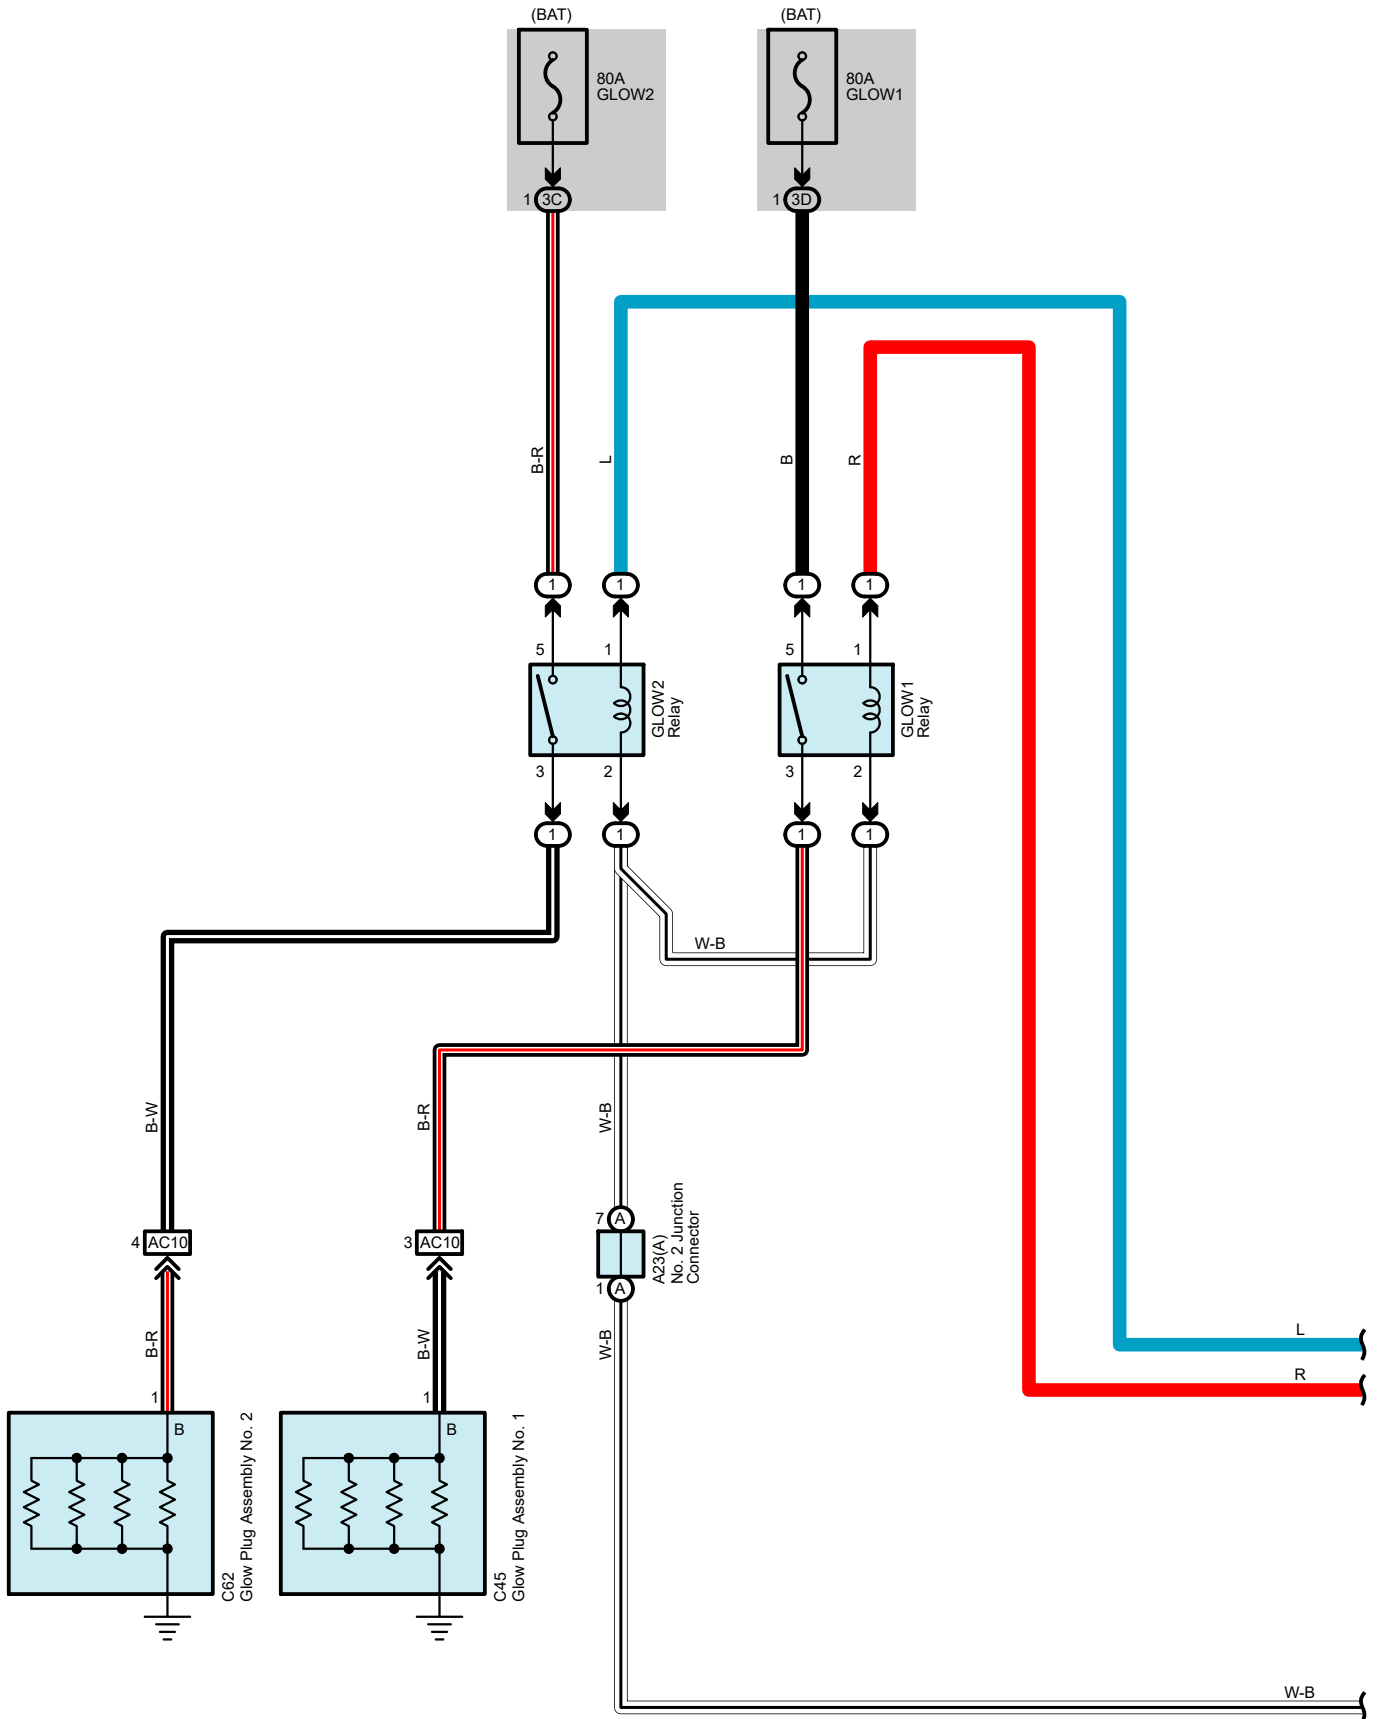 (BAT)
(BAT)
80A
GLOW2
80A
GLOW1
1
3C
1
3D
B-R
L
B
R
1
1
1
1
5
1
5
1
GLOW2
Relay
GLOW1
Relay
3
2
3
2
1
1
1
1
W-B
B-W
B-R
W-B
7
A
A23(A)
No. 2 Junction
Connector
4
AC10
3
AC10
1
A
B-R
B-W
W-B
L
R
1
1
B
B
C62
Glow Plug Assembly No. 2
C45
Glow Plug Assembly No. 1
W-B